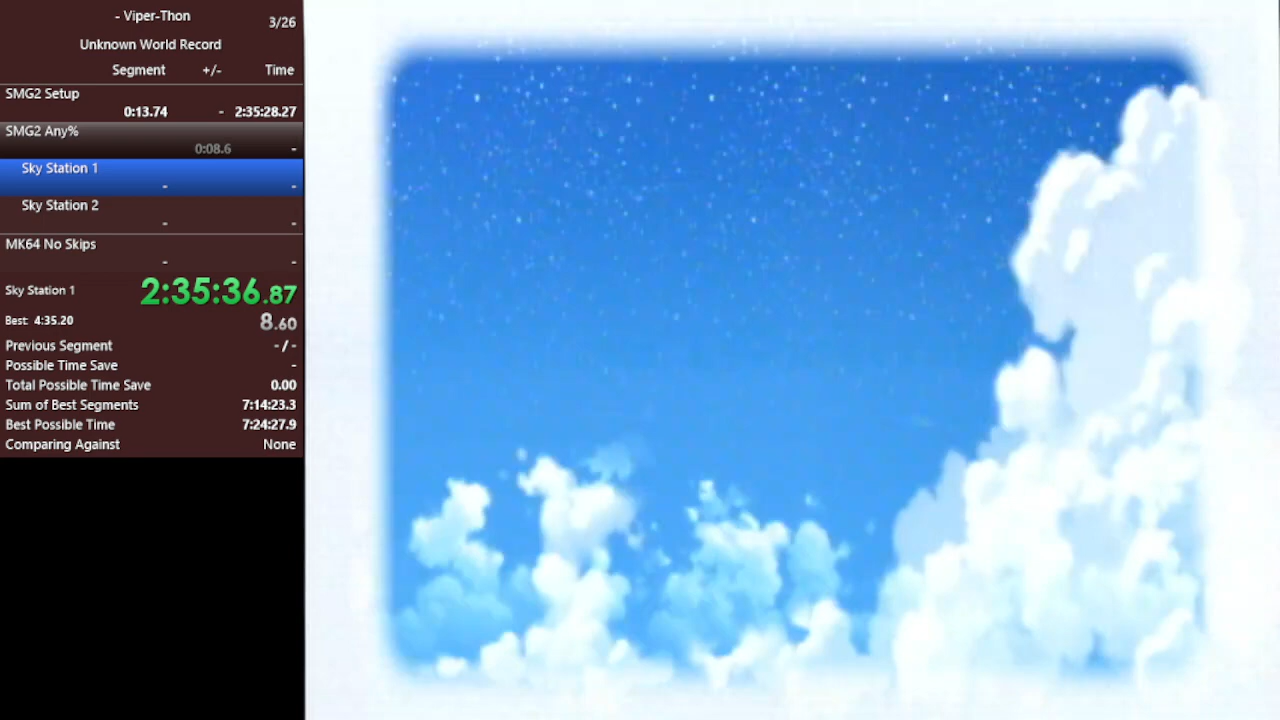 - Viper-Thon
3/26
Unknown World Record
Segment +/- Time
SMG2 Setup
0:13.74 - 2:35:28.27
SMG2 Any%
0:08.6 -
Sky Station 1
- -
Sky Station 2
- -
MK64 No Skips
- -
Sky Station 1 2:35:36.87
Best: 4:35.20 8.60
Previous Segment - / -
Possible Time Save -
Total Possible Time Save 0.00
Sum of Best Segments 7:14:23.3
Best Possible Time 7:24:27.9
Comparing Against None